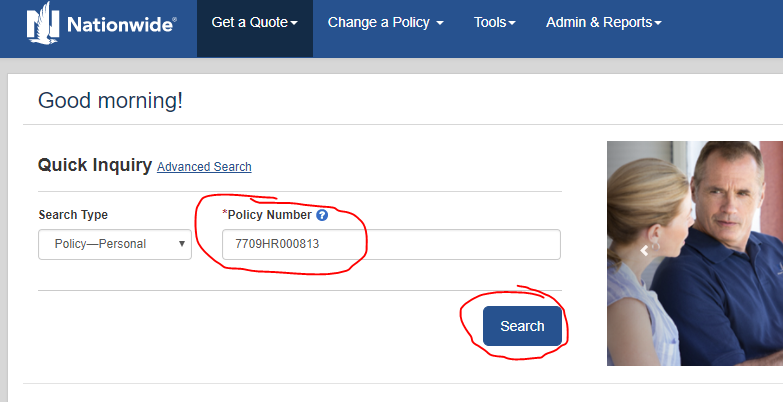 Nationwide®
Get a Quote Change a Policy Tools Admin & Reports
Good morning!
Quick Inquiry Advanced Search
Search Type *Policy Number ?
Policy—Personal 7709HR000813
Search